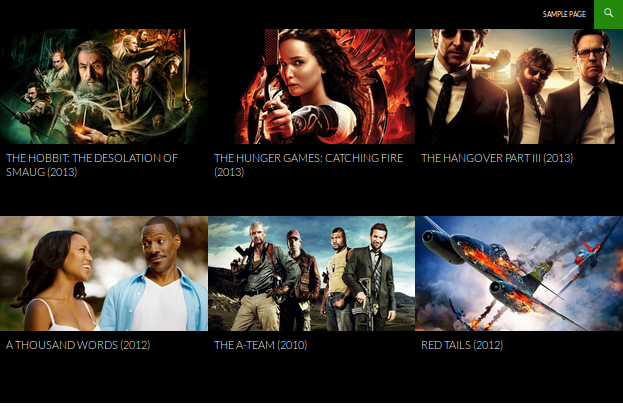 SAMPLE PAGE
THE HOBBIT: THE DESOLATION OF
SMAUG (2013)
THE HUNGER GAMES: CATCHING FIRE
(2013)
THE HANGOVER PART III (2013)
A THOUSAND WORDS (2012)
THE A-TEAM (2010)
RED TAILS (2012)